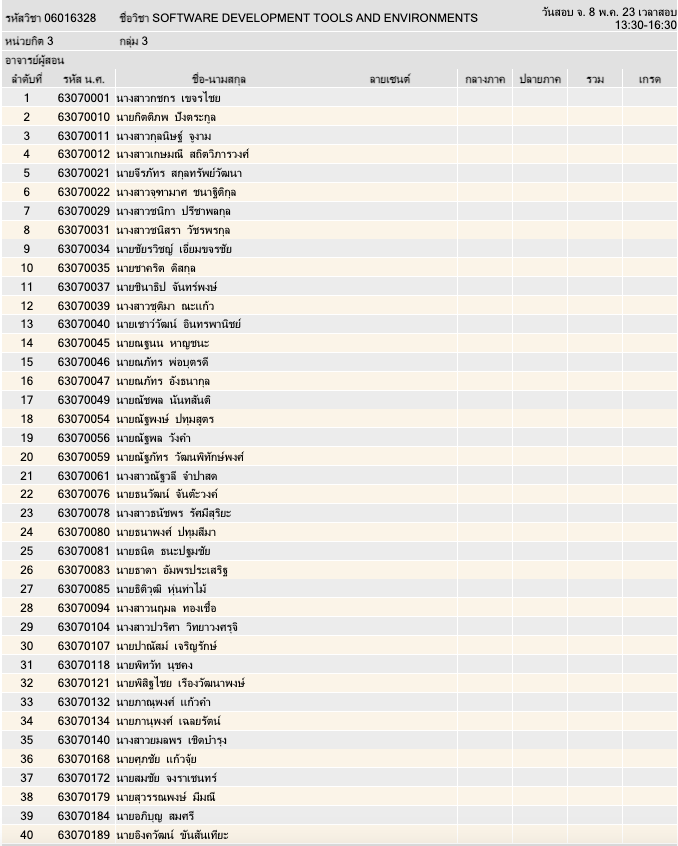 รหัสวิชา 06016328 ชื่อวิชา SOFTWARE DEVELOPMENT TOOLS AND ENVIRONMENTS วันสอบ จ. 8 พ.ค. 23 เวลาสอบ
13:30-16:30
หน่วยกิต 3 กลุ่ม 3
อาจารย์ผู้สอน
ลำดับที่ รหัส น.ศ. ชื่อ-นามสกุล ลายเซนต์ กลางภาค ปลายภาค รวม เกรด
1 63070001 นางสาวกชกร เขจรไชย
2 63070010 นายกิตติภพ ปังตระกูล
3 63070011 นางสาวกุลนิษฐ์ จูงาม
4 63070012 นางสาวเกษมณี สถิตวิภารวงศ์
5 63070021 นายจีรภัทร สกุลทรัพย์วัฒนา
6 63070022 นางสาวจุฑามาศ ชนาฐิติกุล
7 63070029 นางสาวชนิกา ปรีชาพลกุล
8 63070031 นางสาวชนิสรา วัชรพรกุล
9 63070034 นายชัยรวิชญ์ เอี่ยมขจรชัย
10 63070035 นายชาคริต ดิสกุล
11 63070037 นายชินาธิป จันทร์พงษ์
12 63070039 นางสาวชุติมา ณะแก้ว
13 63070040 นายเชาว์วัฒน์ อินทรพานิชย์
14 63070045 นายณฐนน หาญชนะ
15 63070046 นายณภัทร พ่อบุตรดี
16 63070047 นายณภัทร อังธนากุล
17 63070049 นายณัชพล นันทสันติ
18 63070054 นายณัฐพงษ์ ปทุมสูตร
19 63070056 นายณัฐพล วังคำ
20 63070059 นายณัฐภัทร วัฒนพิทักษ์พงศ์
21 63070061 นางสาวณัฐวลี จำปาสด
22 63070076 นายธนวัฒน์ จันต๊ะวงค์
23 63070078 นางสาวธนัชพร รัศมีสุริยะ
24 63070080 นายธนาพงศ์ ปทุมสีมา
25 63070081 นายธนิต ธนะปฐมชัย
26 63070083 นายธาดา อัมพรประเสริฐ
27 63070085 นายธิติวุฒิ หุ่นท่าไม้
28 63070094 นางสาวนฤมล ทองเชื้อ
29 63070104 นางสาวปวริศา วิทยาวงศรุจิ
30 63070107 นายปาณัสม์ เจริญรักษ์
31 63070118 นายพิทวัท นุชคง
32 63070121 นายพิสิฐไชย เรืองวัฒนาพงษ์
33 63070132 นายภาณุพงศ์ แก้วคำ
34 63070134 นายภานุพงศ์ เฉลยรัตน์
35 63070140 นางสาวยมลพร เชิดบำรุง
36 63070168 นายศุภชัย แก้วจุ้ย
37 63070172 นายสมชัย จงราเชนทร์
38 63070179 นายสุวรรณพงษ์ มีมณี
39 63070184 นายอภิบุญ สมศรี
40 63070189 นายอิงควัฒน์ ขันสันเทียะ